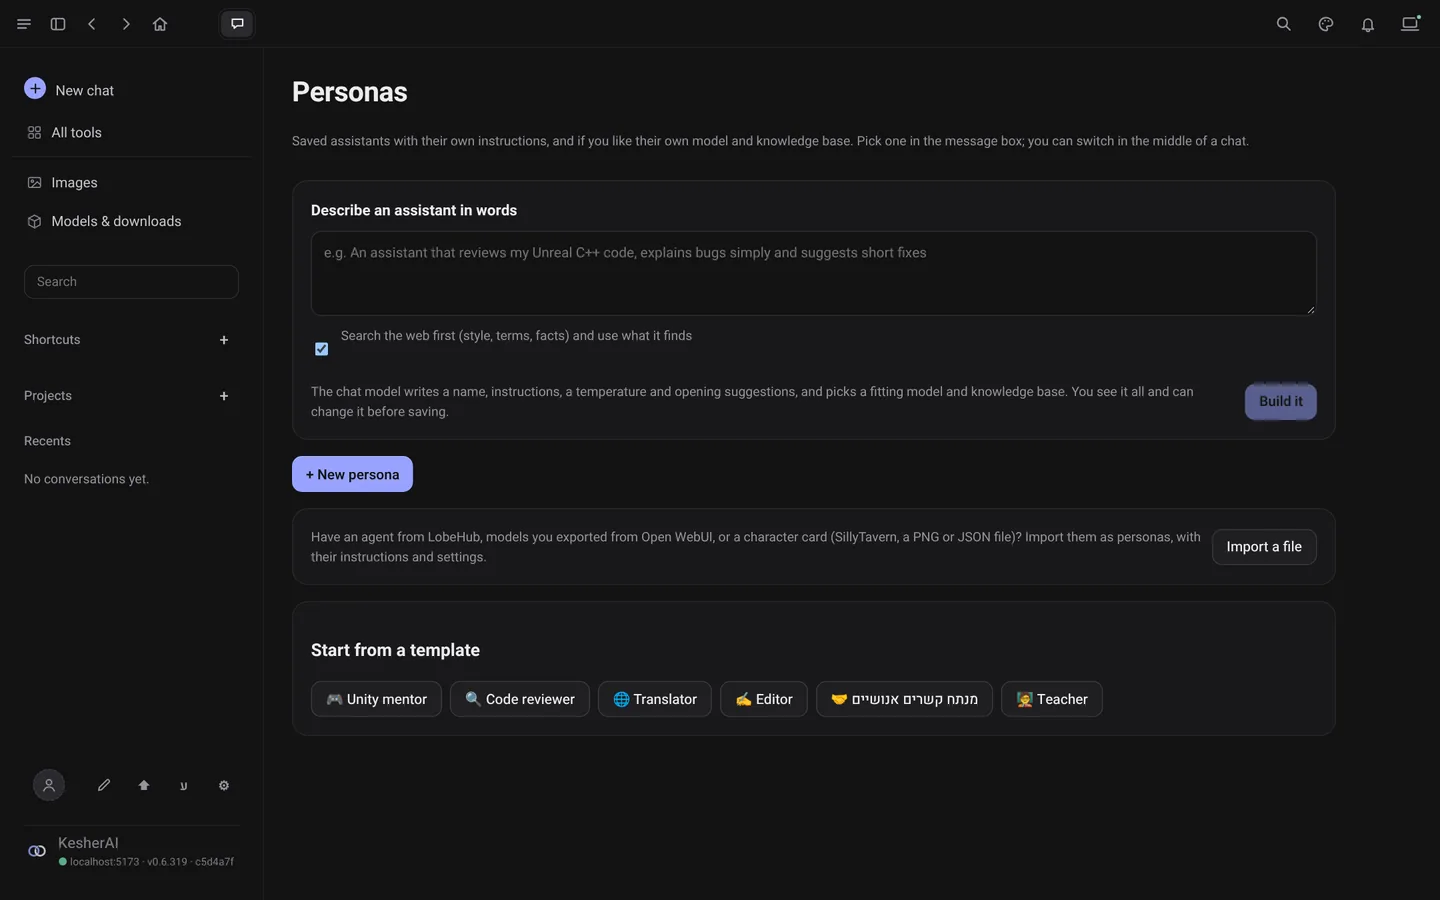 New chat
All tools
Images
Models & downloads
Search
Shortcuts +
Projects +
Recents
No conversations yet.
ע
KesherAI
localhost:5173 · v0.6.319 · c5d4a7f
Personas
Saved assistants with their own instructions, and if you like their own model and knowledge base. Pick one in the message box; you can switch in the middle of a chat.
Describe an assistant in words
e.g. An assistant that reviews my Unreal C++ code, explains bugs simply and suggests short fixes
Search the web first (style, terms, facts) and use what it finds
The chat model writes a name, instructions, a temperature and opening suggestions, and picks a fitting model and knowledge base. You see it all and can
change it before saving.
Build it
+ New persona
Have an agent from LobeHub, models you exported from Open WebUI, or a character card (SillyTavern, a PNG or JSON file)? Import them as personas, with
their instructions and settings.
Import a file
Start from a template
🎮 Unity mentor
🔍 Code reviewer
🌐 Translator
✍️ Editor
🤝 מנתח קשרים אנושיים
🧑‍🏫 Teacher